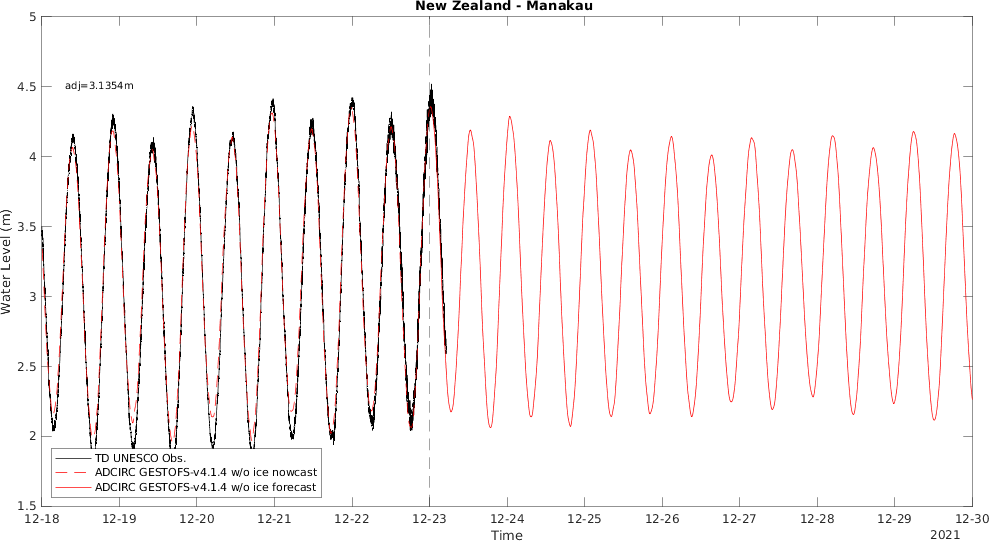 New Zealand - Manakau
5
4.5
4
3.5
3
2.5
2
1.5
Water Level (m)
adj=3.1354m
TD UNESCO Obs.
ADCIRC GESTOFS-v4.1.4 w/o ice nowcast
ADCIRC GESTOFS-v4.1.4 w/o ice forecast
12-18 12-19 12-20 12-21 12-22 12-23 12-24 12-25 12-26 12-27 12-28 12-29 12-30
Time
2021